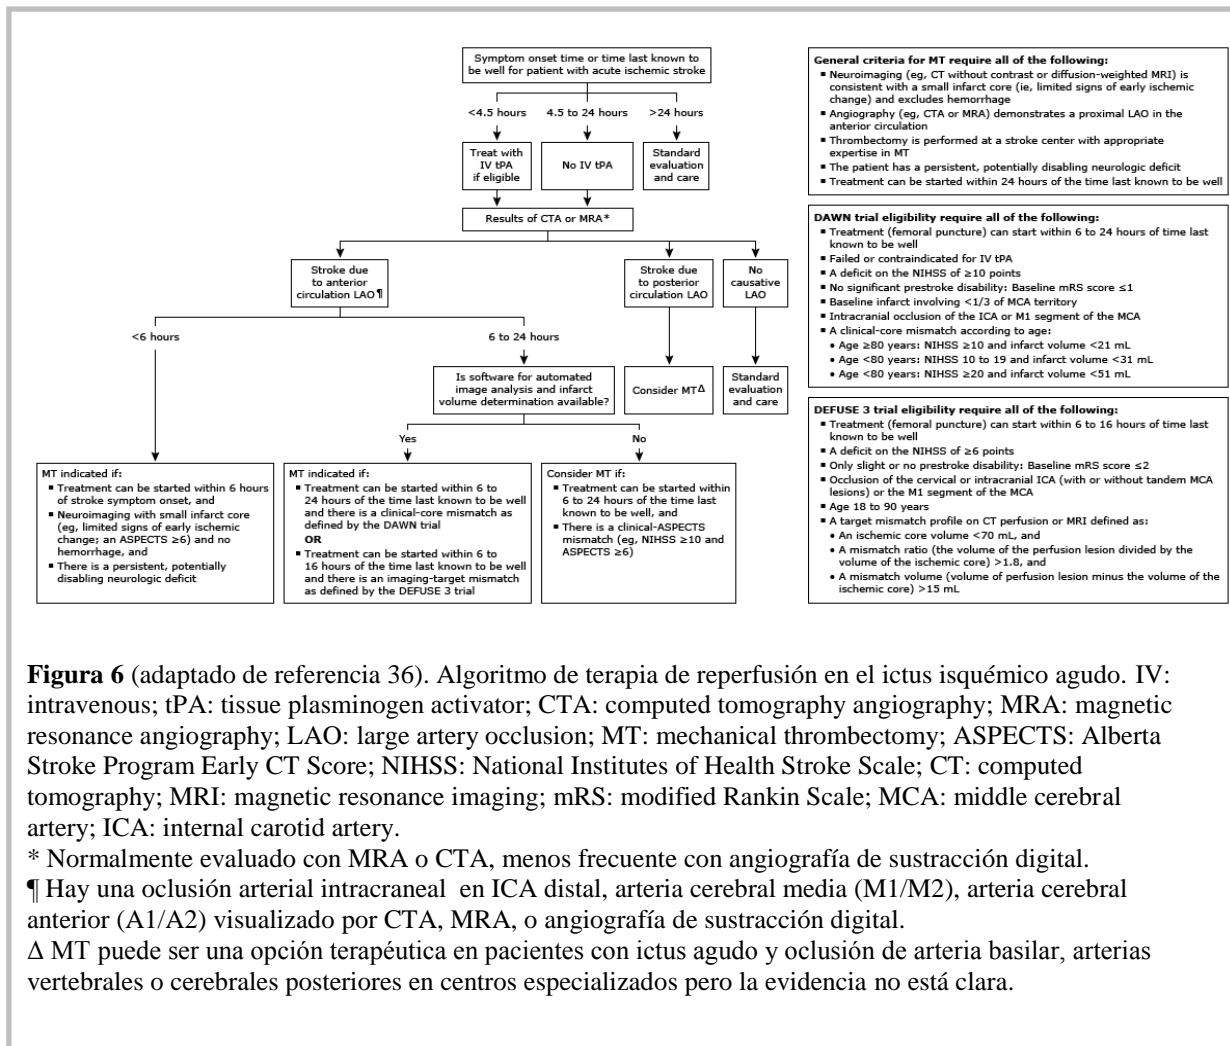 Symptom onset time or time last known to
be well for patient with acute ischemic stroke
<4.5 hours
4.5 to 24 hours
>24 hours
Treat with
IV tPA
if eligible
No IV tPA
Standard
evaluation
and care
Results of CTA or MRA*
Stroke due
to anterior
circulation LAO¶
Stroke due
to posterior
circulation LAO
No
causative
LAO
<6 hours
6 to 24 hours
Is software for automated
image analysis and infarct
volume determination available?
Consider MTΔ
Standard
evaluation
and care
Yes
No
MT indicated if:
▪ Treatment can be started within 6 hours
of stroke symptom onset, and
▪ Neuroimaging with small infarct core
(eg, limited signs of early ischemic
change; an ASPECTS ≥6) and no
hemorrhage, and
▪ There is a persistent, potentially
disabling neurologic deficit
MT indicated if:
▪ Treatment can be started within 6 to
24 hours of the time last known to be well
and there is a clinical-core mismatch as
defined by the DAWN trial
OR
▪ Treatment can be started within 6 to
16 hours of the time last known to be well
and there is an imaging-target mismatch
as defined by the DEFUSE 3 trial
Consider MT if:
▪ Treatment can be started within
6 to 24 hours of the time last
known to be well, and
▪ There is a clinical-ASPECTS
mismatch (eg, NIHSS ≥10 and
ASPECTS ≥6)
General criteria for MT require all of the following:
▪ Neuroimaging (eg, CT without contrast or diffusion-weighted MRI) is
consistent with a small infarct core (ie, limited signs of early ischemic
change) and excludes hemorrhage
▪ Angiography (eg, CTA or MRA) demonstrates a proximal LAO in the
anterior circulation
▪ Thrombectomy is performed at a stroke center with appropriate
expertise in MT
▪ The patient has a persistent, potentially disabling neurologic deficit
▪ Treatment can be started within 24 hours of the time last known to be well
DAWN trial eligibility require all of the following:
▪ Treatment (femoral puncture) can start within 6 to 24 hours of time last
known to be well
▪ Failed or contraindicated for IV tPA
▪ A deficit on the NIHSS of ≥10 points
▪ No significant prestroke disability: Baseline mRS score ≤1
▪ Baseline infarct involving <1/3 of MCA territory
▪ Intracranial occlusion of the ICA or M1 segment of the MCA
▪ A clinical-core mismatch according to age:
• Age ≥80 years: NIHSS ≥10 and infarct volume <21 mL
• Age <80 years: NIHSS 10 to 19 and infarct volume <31 mL
• Age <80 years: NIHSS ≥20 and infarct volume <51 mL
DEFUSE 3 trial eligibility require all of the following:
▪ Treatment (femoral puncture) can start within 6 to 16 hours of time last
known to be well
▪ A deficit on the NIHSS of ≥6 points
▪ Only slight or no prestroke disability: Baseline mRS score ≤2
▪ Occlusion of the cervical or intracranial ICA (with or without tandem MCA
lesions) or the M1 segment of the MCA
▪ Age 18 to 90 years
▪ A target mismatch profile on CT perfusion or MRI defined as:
• An ischemic core volume <70 mL, and
• A mismatch ratio (the volume of the perfusion lesion divided by the
volume of the ischemic core) >1.8, and
• A mismatch volume (volume of perfusion lesion minus the volume of the
ischemic core) >15 mL
Figura 6 (adaptado de referencia 36). Algoritmo de terapia de reperfusión en el ictus isquémico agudo. IV:
intravenous; tPA: tissue plasminogen activator; CTA: computed tomography angiography; MRA: magnetic
resonance angiography; LAO: large artery occlusion; MT: mechanical thrombectomy; ASPECTS: Alberta
Stroke Program Early CT Score; NIHSS: National Institutes of Health Stroke Scale; CT: computed
tomography; MRI: magnetic resonance imaging; mRS: modified Rankin Scale; MCA: middle cerebral
artery; ICA: internal carotid artery.
* Normalmente evaluado con MRA o CTA, menos frecuente con angiografía de sustracción digital.
¶ Hay una oclusión arterial intracraneal en ICA distal, arteria cerebral media (M1/M2), arteria cerebral
anterior (A1/A2) visualizado por CTA, MRA, o angiografía de sustracción digital.
Δ MT puede ser una opción terapéutica en pacientes con ictus agudo y oclusión de arteria basilar, arterias
vertebrales o cerebrales posteriores en centros especializados pero la evidencia no está clara.